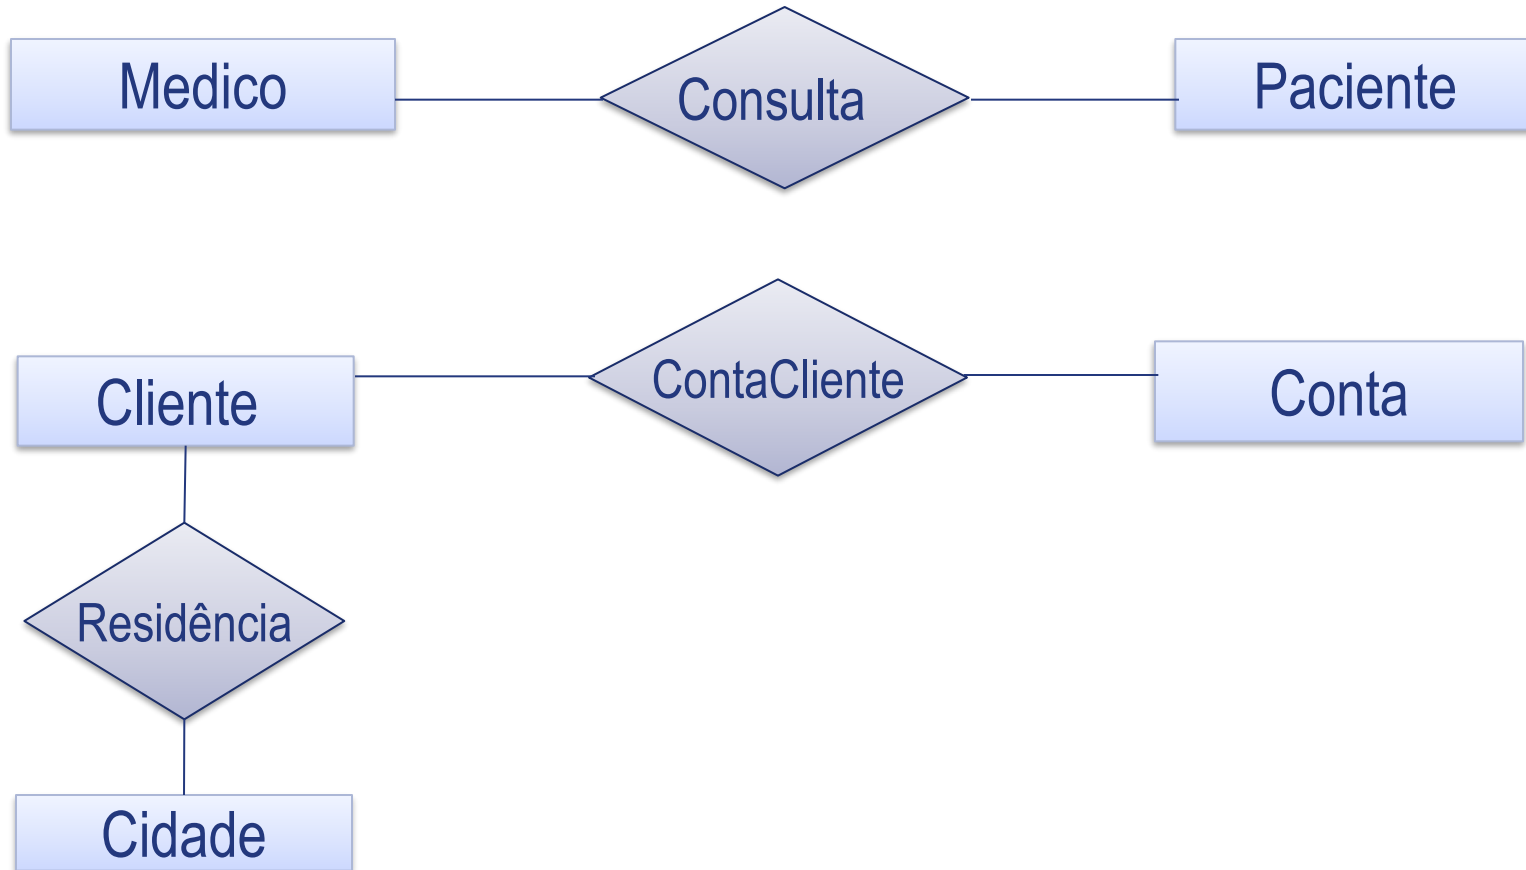 Medico
Consulta
Paciente
Cliente
ContaCliente
Conta
Residência
Cidade